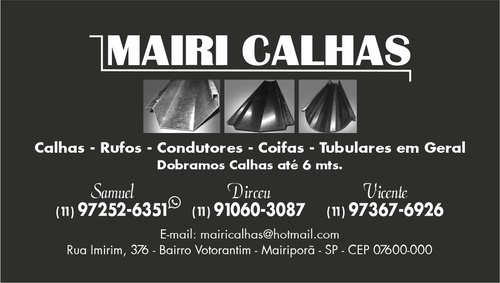 MAIRI CALHAS
Calhas - Rufos - Condutores - Coifas - Tubulares em Geral
Dobramos Calhas até 6 mts.
Samuel Dirceu Vicente
(11) 97252-6351 (11) 91060-3087 (11) 97367-6926
E-mail: mairicalhas@hotmail.com
Rua Imirim, 376 - Bairro Votorantim - Mairiporã - SP - CEP 07600-000